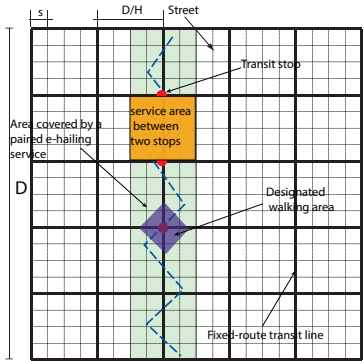 D/H
Street
s
Transit stop
service area
between
two stops
Area covered by a
paired e-hailing
service
D
Designated
walking area
Fixed-route transit line